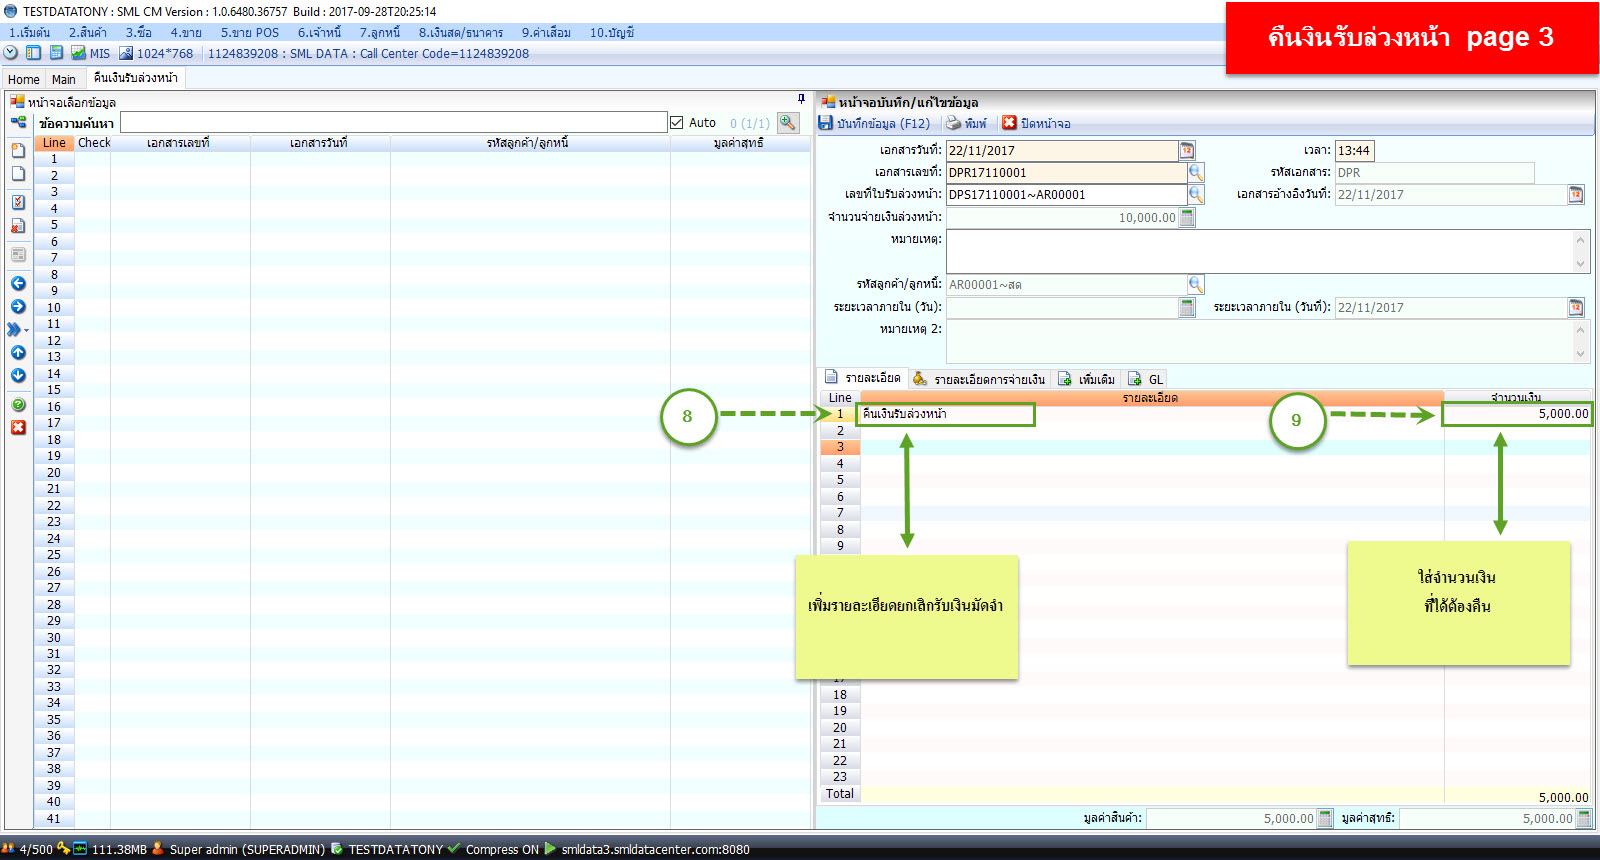 TESTDATATONY : SML CM Version : 1.0.6480.36757  Build : 2017-09-28T20:25:14
คืนงินรับล่วงหน้า  page 3
1.เริ่มต้น 2.สินค้า 3.ซื้อ 4.ขาย 5.ขาย POS 6.เจ้าหนี้ 7.ลูกหนี้ 8.เงินสด/ธนาคาร 9.ค่าเสื่อม 10.บัญชี
MIS 1024*768 1124839208 : SML DATA : Call Center Code=1124839208
Home Main คืนเงินรับล่วงหน้า
หน้าจอเลือกข้อมูล
ข้อความค้นหา Auto 0 (1/1)
Line Check เอกสารเลขที่ เอกสารวันที่ รหัสลูกค้า/ลูกหนี้ มูลค่าสุทธิ
1
2
3
4
5
6
7
8
9
10
11
12
13
14
15
16
17
18
19
20
21
22
23
24
25
26
27
28
29
30
31
32
33
34
35
36
37
38
39
40
41
หน้าจอบันทึก/แก้ไขข้อมูล
บันทึกข้อมูล (F12) พิมพ์ ปิดหน้าจอ
เอกสารวันที่: 22/11/2017 เวลา: 13:44
เอกสารเลขที่: DPR17110001 รหัสเอกสาร: DPR
เลขที่ใบรับล่วงหน้า: DPS17110001~AR00001 เอกสารอ้างอิงวันที่: 22/11/2017
จำนวนจ่ายเงินล่วงหน้า: 10,000.00
หมายเหตุ:
รหัสลูกค้า/ลูกหนี้: AR00001~สด
ระยะเวลาภายใน (วัน): ระยะเวลาภายใน (วันที่): 22/11/2017
หมายเหตุ 2:
รายละเอียด รายละเอียดการจ่ายเงิน เพิ่มเติม GL
Line รายละเอียด จำนวนเงิน
8 1 คืนเงินรับล่วงหน้า 9 5,000.00
2
3
4
5
6
7
8
9
เพิ่มรายละเอียดยกเลิกรับเงินมัดจำ
ใส่จำนวนเงิน
ที่ได้ต้องคืน
17
18
19
20
21
22
23
Total 5,000.00
มูลค่าสินค้า: 5,000.00 มูลค่าสุทธิ: 5,000.00
4/500 111.38MB Super admin (SUPERADMIN) TESTDATATONY Compress ON smldata3.smldatacenter.com:8080